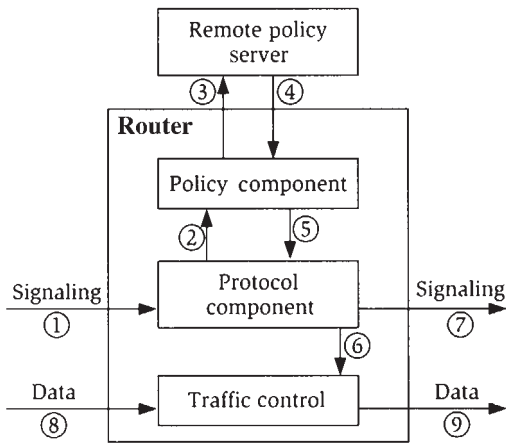 Remote policy
server
③ ④
Router
Policy component
② ⑤
Protocol
component
Signaling
①
Signaling
⑦
⑥
Traffic control
Data
⑧
Data
⑨